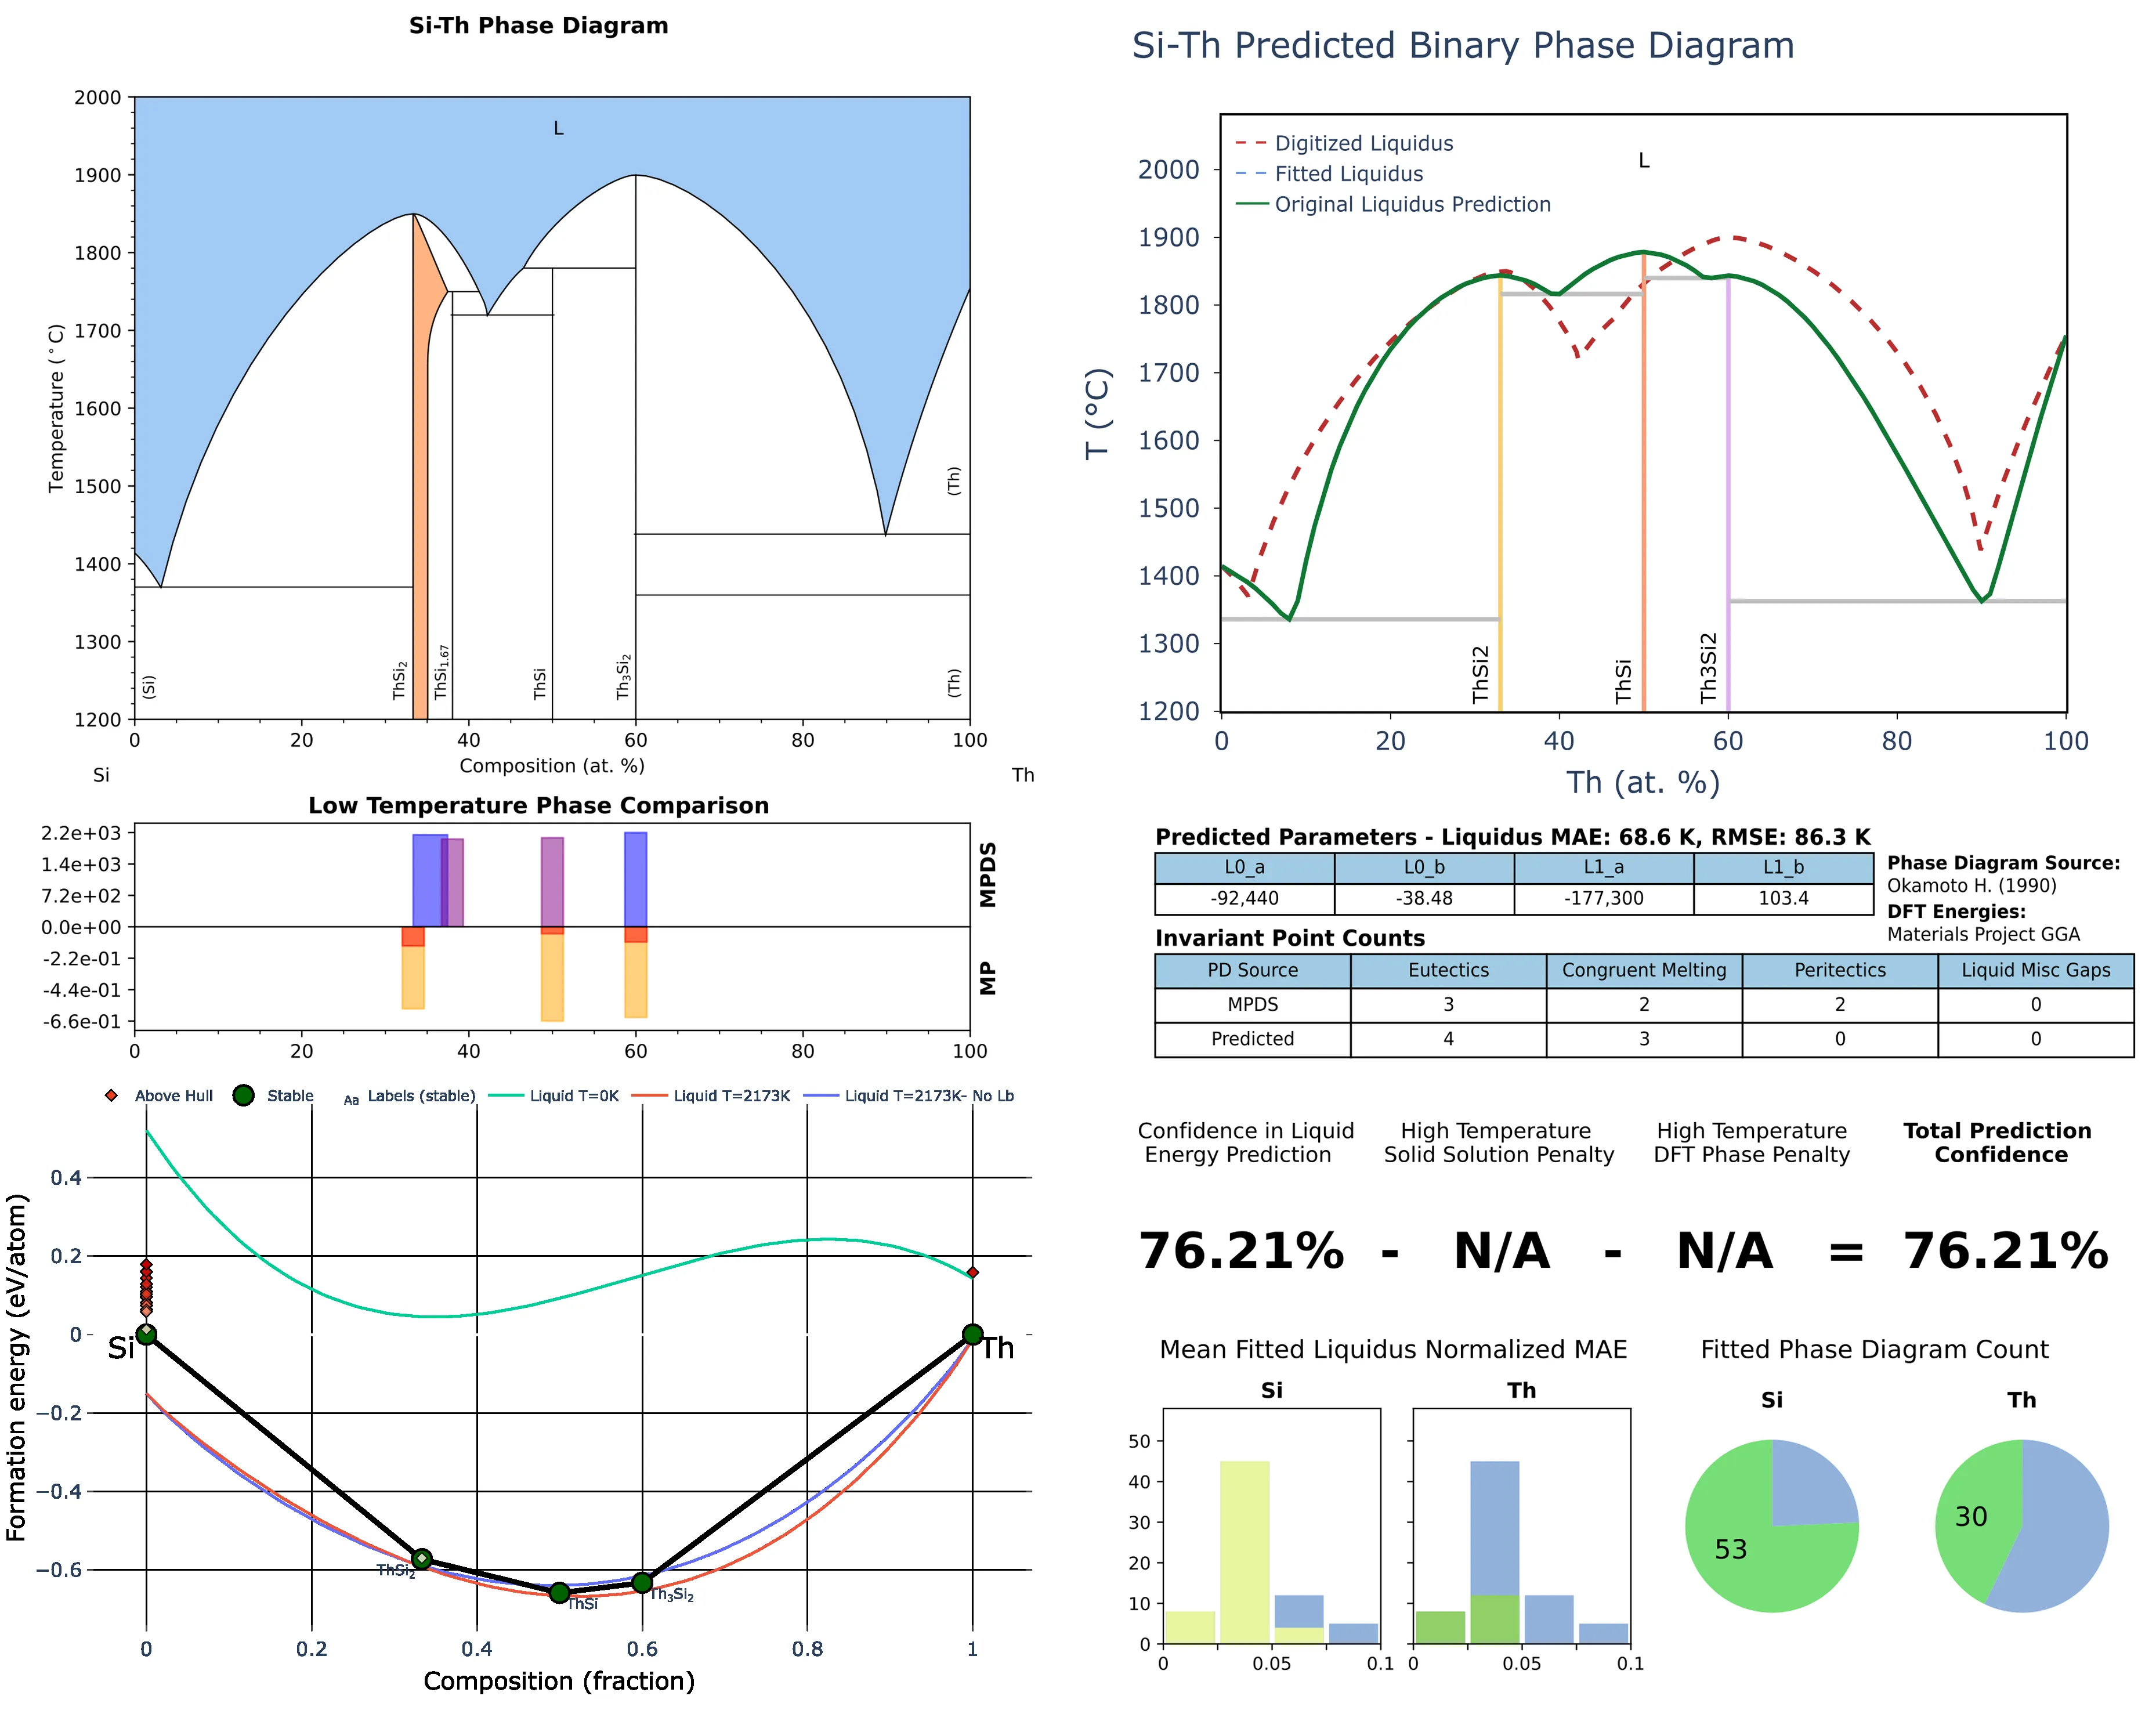 Si-Th Phase Diagram
2000
1900
1800
1700
1600
1500
1400
1300
1200
Temperature (°C)
L
(Si)
ThSi2
ThSi1.67
ThSi
Th3Si2
(Th)
(Th)
0 20 40 60 80 100
Composition (at. %)
Si Th
Low Temperature Phase Comparison
2.2e+03
1.4e+03
7.2e+02
0.0e+00
-2.2e-01
-4.4e-01
-6.6e-01
MPDS
MP
0 20 40 60 80 100
Above Hull Stable Aa Labels (stable) Liquid T=0K Liquid T=2173K Liquid T=2173K- No Lb
Formation energy (eV/atom)
0.4
0.2
0
−0.2
−0.4
−0.6
Si
Th
ThSi2
ThSi
Th3Si2
0 0.2 0.4 0.6 0.8 1
Composition (fraction)
Si-Th Predicted Binary Phase Diagram
Digitized Liquidus
Fitted Liquidus
Original Liquidus Prediction
L
T (°C)
2000
1900
1800
1700
1600
1500
1400
1300
1200
ThSi2
ThSi
Th3Si2
0 20 40 60 80 100
Th (at. %)
Predicted Parameters - Liquidus MAE: 68.6 K, RMSE: 86.3 K
L0_a L0_b L1_a L1_b
-92,440 -38.48 -177,300 103.4
Phase Diagram Source:
Okamoto H. (1990)
DFT Energies:
Materials Project GGA
Invariant Point Counts
PD Source Eutectics Congruent Melting Peritectics Liquid Misc Gaps
MPDS 3 2 2 0
Predicted 4 3 0 0
Confidence in Liquid
Energy Prediction
High Temperature
Solid Solution Penalty
High Temperature
DFT Phase Penalty
Total Prediction
Confidence
76.21% - N/A - N/A = 76.21%
Mean Fitted Liquidus Normalized MAE
Si
Th
50
40
30
20
10
0
0 0.05 0.1
0 0.05 0.1
Fitted Phase Diagram Count
Si
Th
53
30